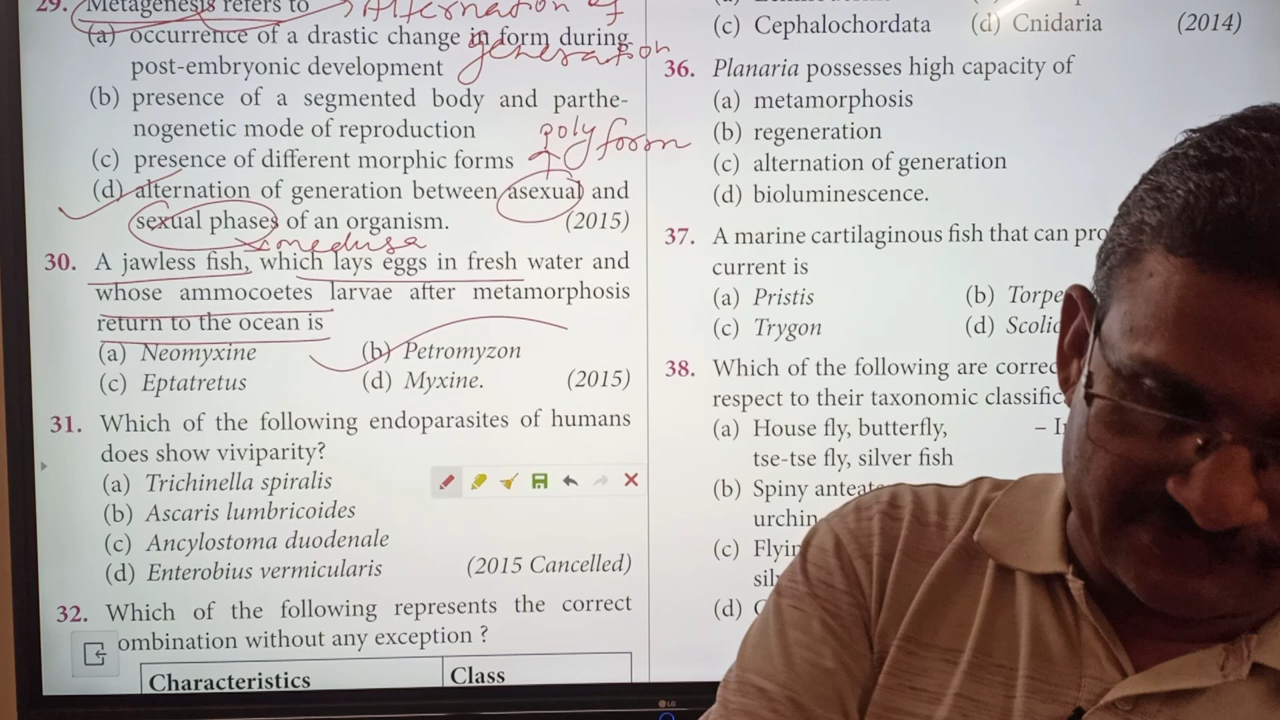 29. Metagenesis refers to → Alternation of
generation
(a) occurrence of a drastic change in form during
post-embryonic development
(b) presence of a segmented body and parthe-
nogenetic mode of reproduction
poly form
(c) presence of different morphic forms
(d) alternation of generation between asexual and
sexual phases of an organism. (2015)
medusa
30. A jawless fish, which lays eggs in fresh water and
whose ammocoetes larvae after metamorphosis
return to the ocean is
(a) Neomyxine (b) Petromyzon
(c) Eptatretus (d) Myxine. (2015)
31. Which of the following endoparasites of humans
does show viviparity?
(a) Trichinella spiralis
(b) Ascaris lumbricoides
(c) Ancylostoma duodenale
(d) Enterobius vermicularis (2015 Cancelled)
32. Which of the following represents the correct
ombination without any exception ?
Characteristics Class
(c) Cephalochordata (d) Cnidaria (2014)
36. Planaria possesses high capacity of
(a) metamorphosis
(b) regeneration
(c) alternation of generation
(d) bioluminescence.
37. A marine cartilaginous fish that can pro
current is
(a) Pristis (b) Torpe
(c) Trygon (d) Scolio
38. Which of the following are correc
respect to their taxonomic classific
(a) House fly, butterfly, – In
tse-tse fly, silver fish
(b) Spiny anteate
urchin
(c) Flyin
silv
(d) C
LG